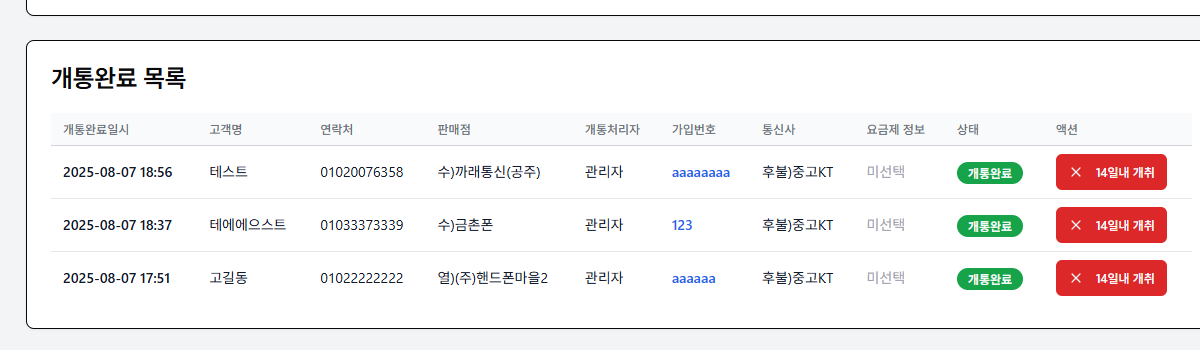 개통완료 목록
개통완료일시 고객명 연락처 판매점 개통처리자 가입번호 통신사 요금제 정보 상태 액션
2025-08-07 18:56 테스트 01020076358 수)까래통신(공주) 관리자 aaaaaaaa 후불)중고KT 미선택 개통완료 × 14일내 개취
2025-08-07 18:37 테에에으스트 01033373339 수)금촌폰 관리자 123 후불)중고KT 미선택 개통완료 × 14일내 개취
2025-08-07 17:51 고길동 01022222222 열)(주)핸드폰마을2 관리자 aaaaaa 후불)중고KT 미선택 개통완료 × 14일내 개취